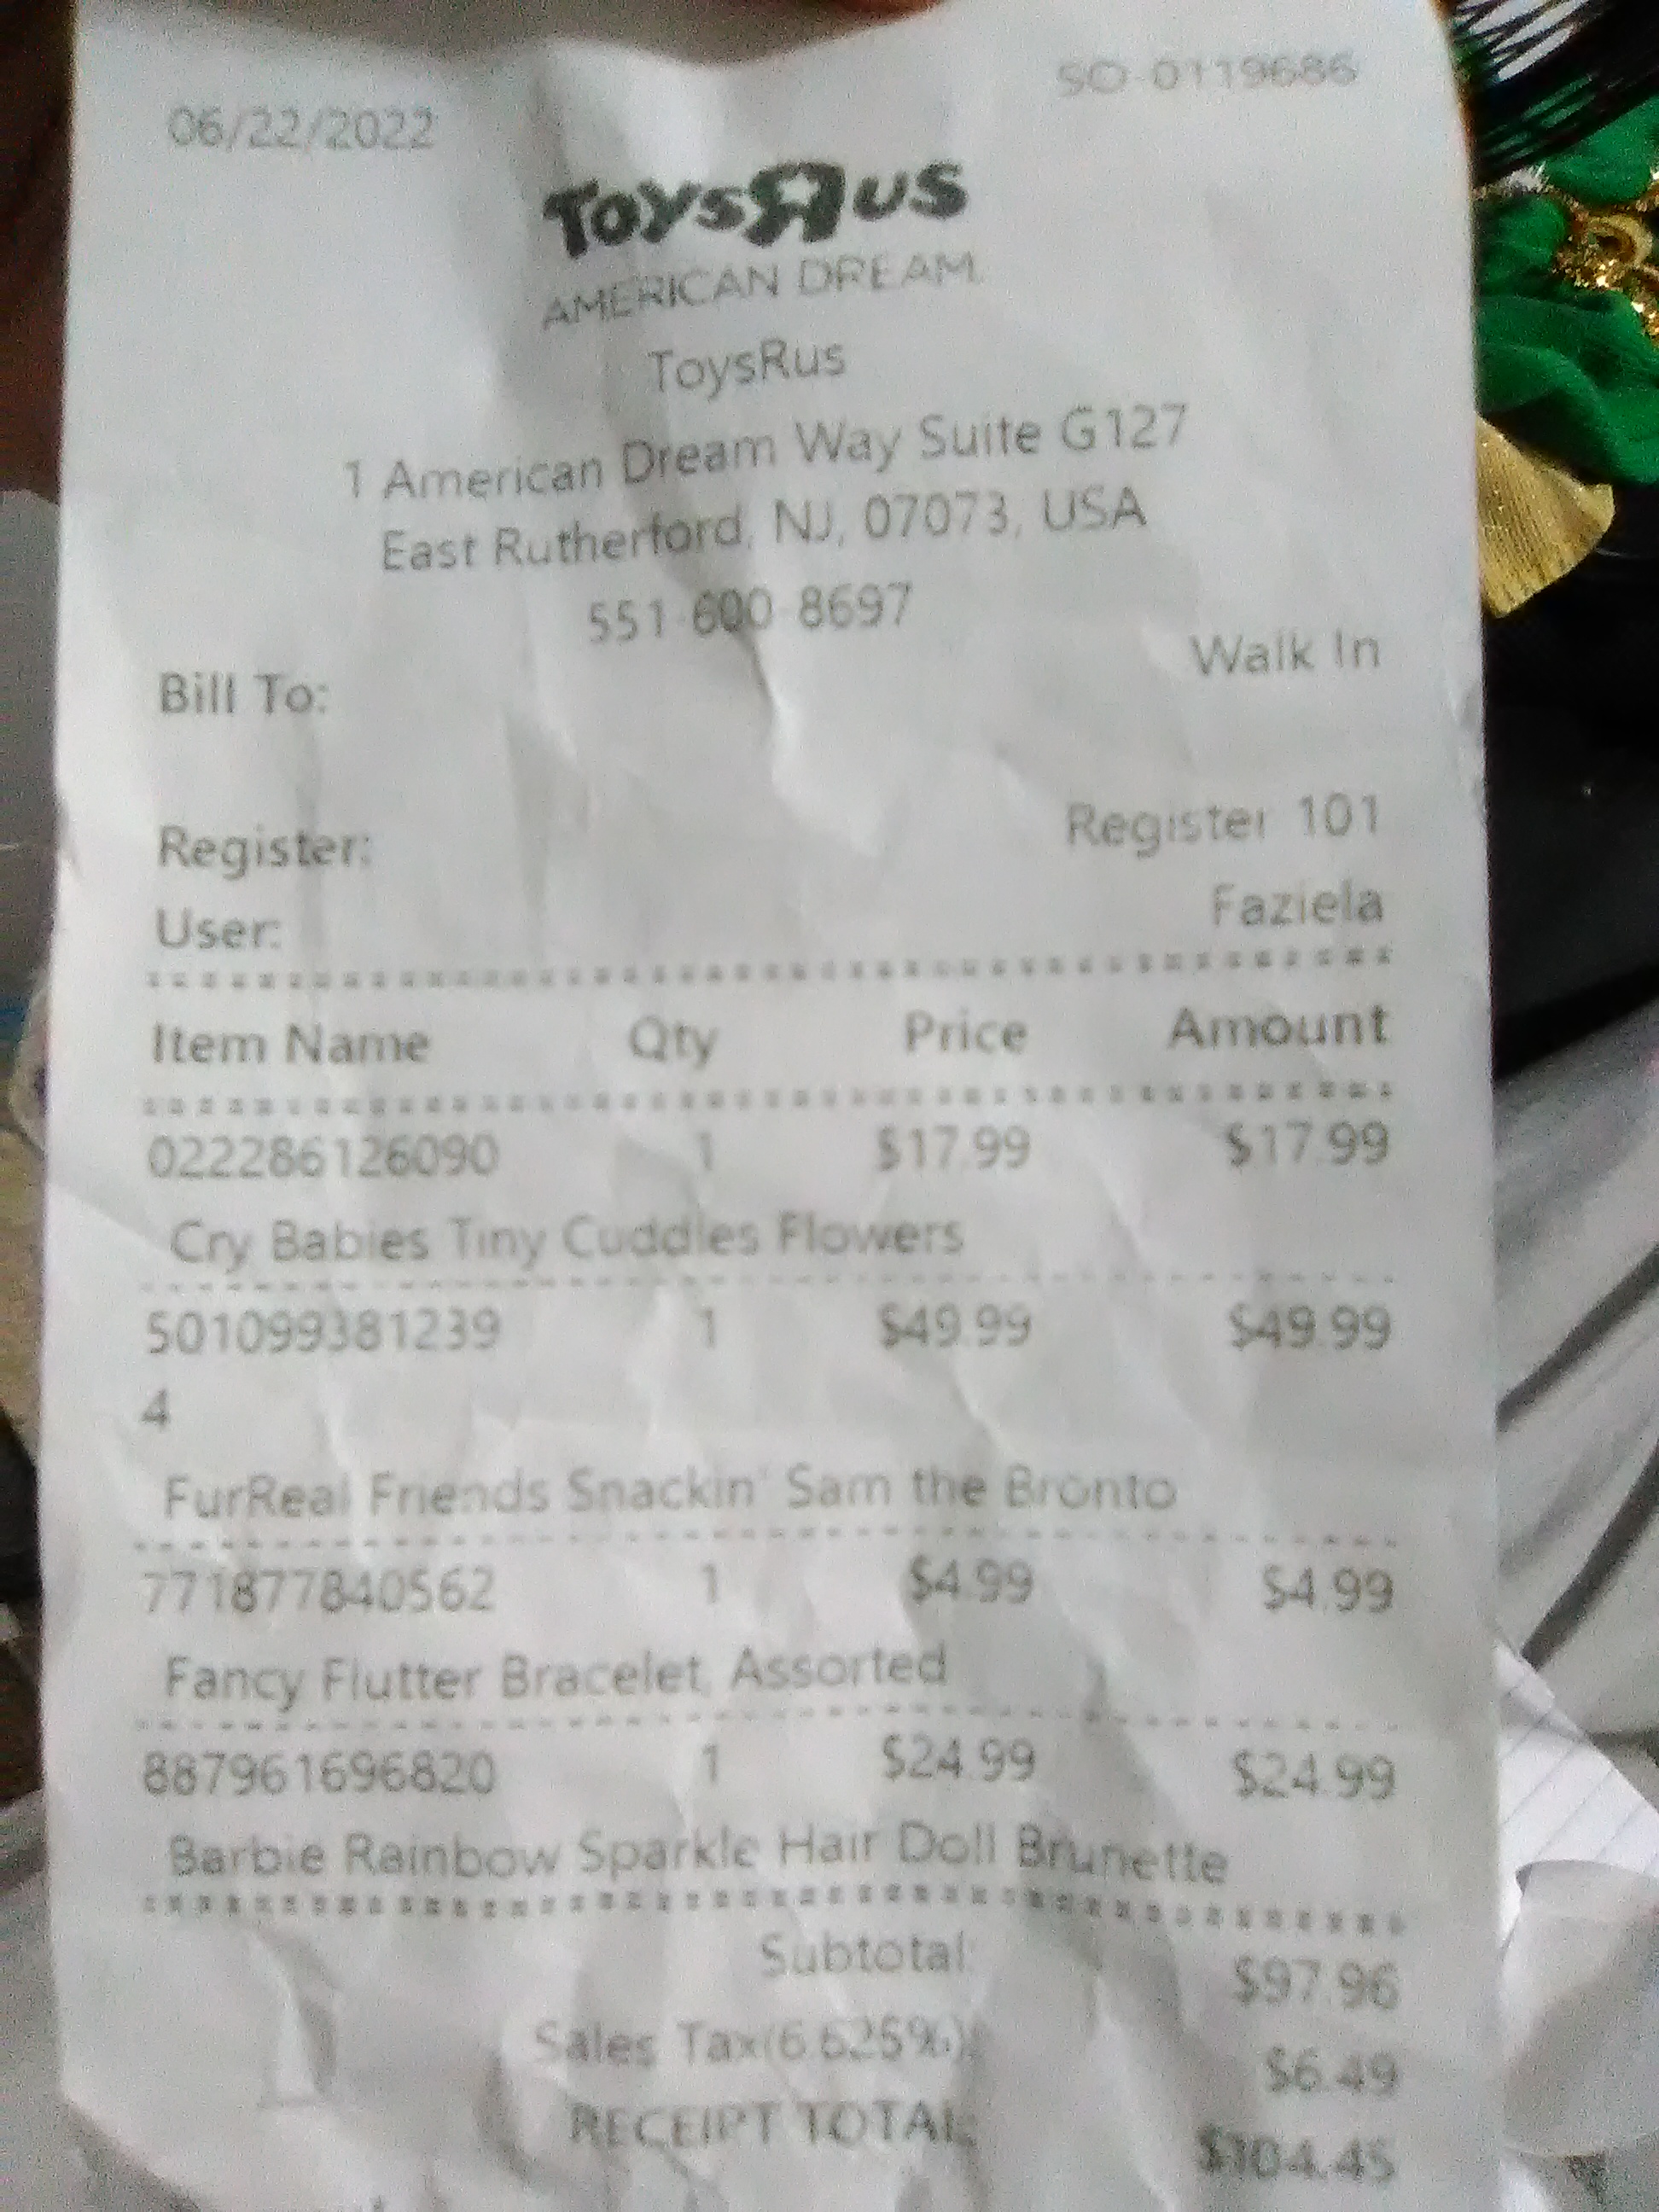 06/22/2022 SO-0119686
ToysRus
AMERICAN DREAM
ToysRus
1 American Dream Way Suite G127
East Rutherford, NJ, 07073, USA
551-600-8697
Bill To: Walk In
Register: Register 101
User: Faziela
Item Name Qty Price Amount
022286126090 1 $17.99 $17.99
Cry Babies Tiny Cuddles Flowers
501099381239 1 $49.99 $49.99
4
FurReal Friends Snackin' Sam the Bronto
771877840562 1 $4.99 $4.99
Fancy Flutter Bracelet, Assorted
887961696820 1 $24.99 $24.99
Barbie Rainbow Sparkle Hair Doll Brunette
Subtotal: $97.96
Sales Tax(6.625%): $6.49
RECEIPT TOTAL: $104.45